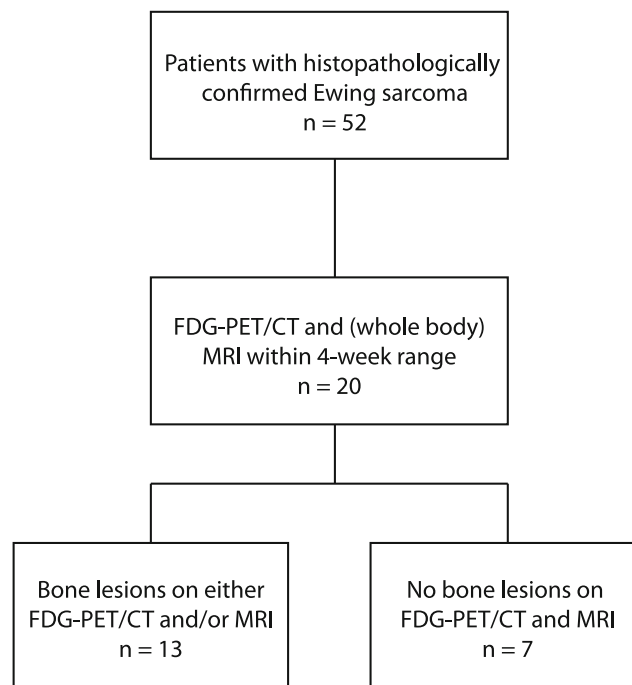 Patients with histopathologically
confirmed Ewing sarcoma
n = 52
FDG-PET/CT and (whole body)
MRI within 4-week range
n = 20
Bone lesions on either
FDG-PET/CT and/or MRI
n = 13
No bone lesions on
FDG-PET/CT and MRI
n = 7